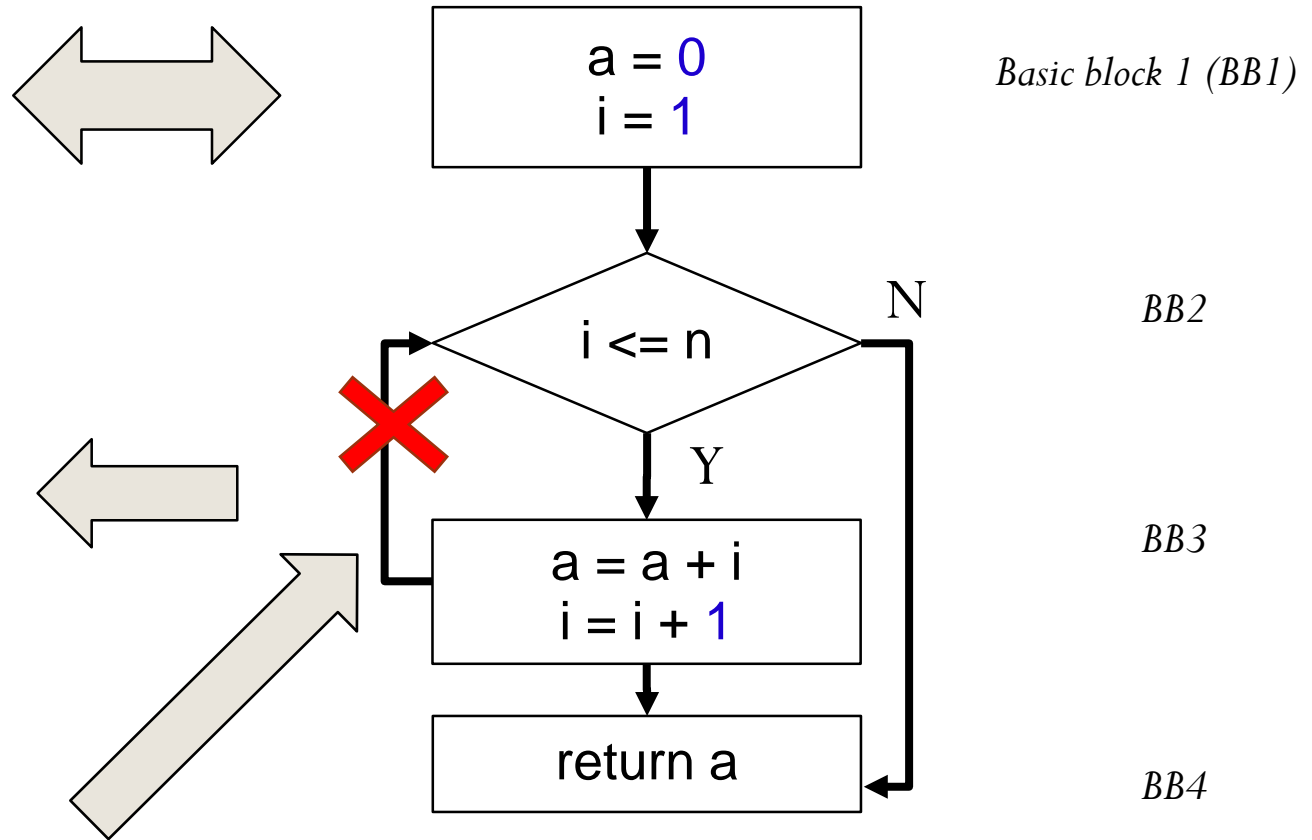 a = 0
i = 1
Basic block 1 (BB1)
i <= n
N
BB2
Y
a = a + i
i = i + 1
BB3
return a
BB4